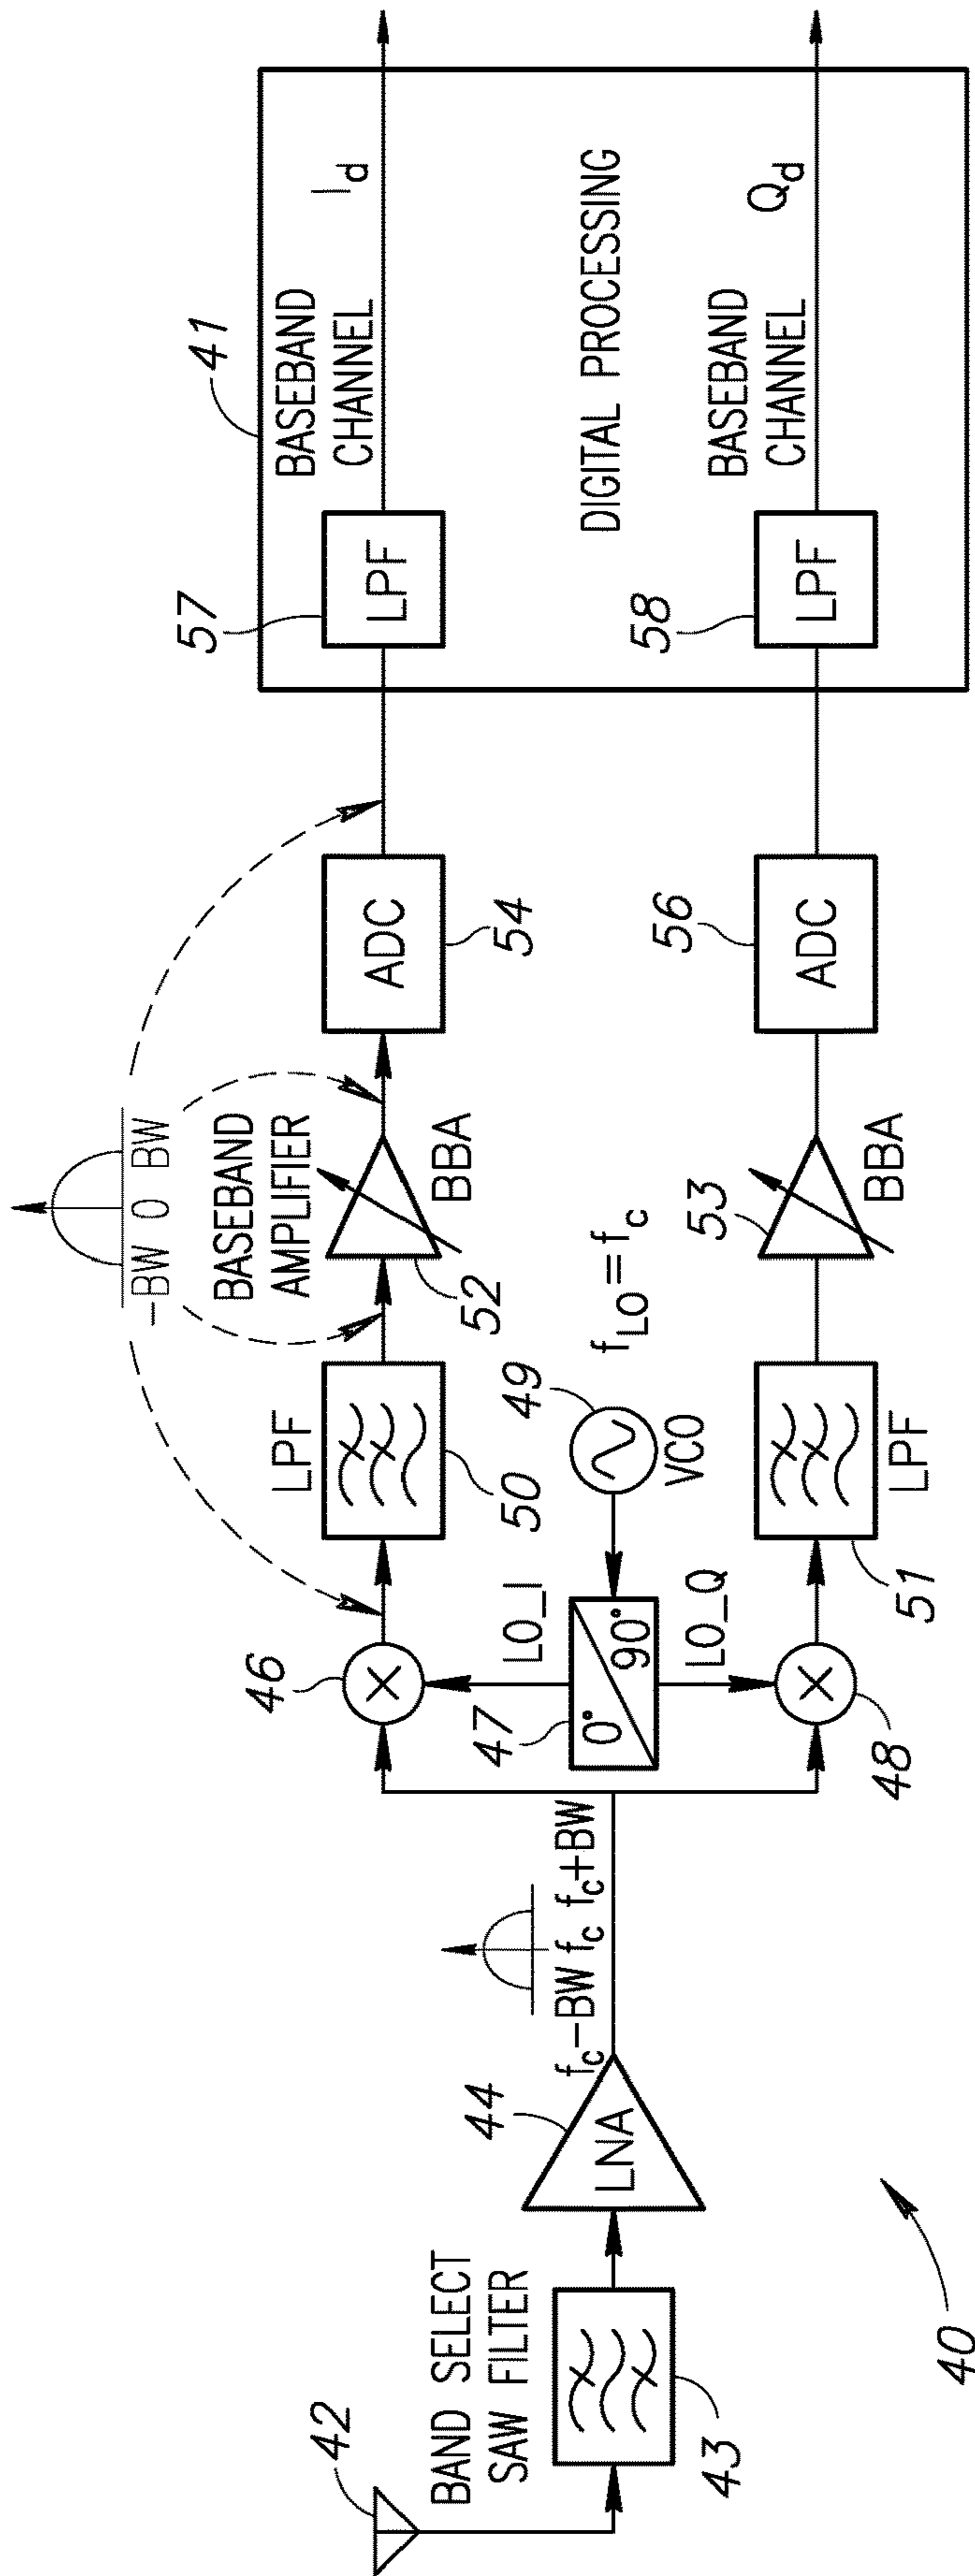 42
BAND SELECT
SAW FILTER
43
44
LNA
f_c−BW f_c f_c+BW
46
47
0° 90°
LO_I
LO_Q
48
49
VCO
f_LO=f_c
LPF
50
51
LPF
−BW 0 BW
BASEBAND
AMPLIFIER
52
BBA
53
BBA
ADC
54
56
ADC
41
57
LPF
BASEBAND
CHANNEL
I_d
DIGITAL PROCESSING
58
LPF
BASEBAND
CHANNEL
Q_d
40